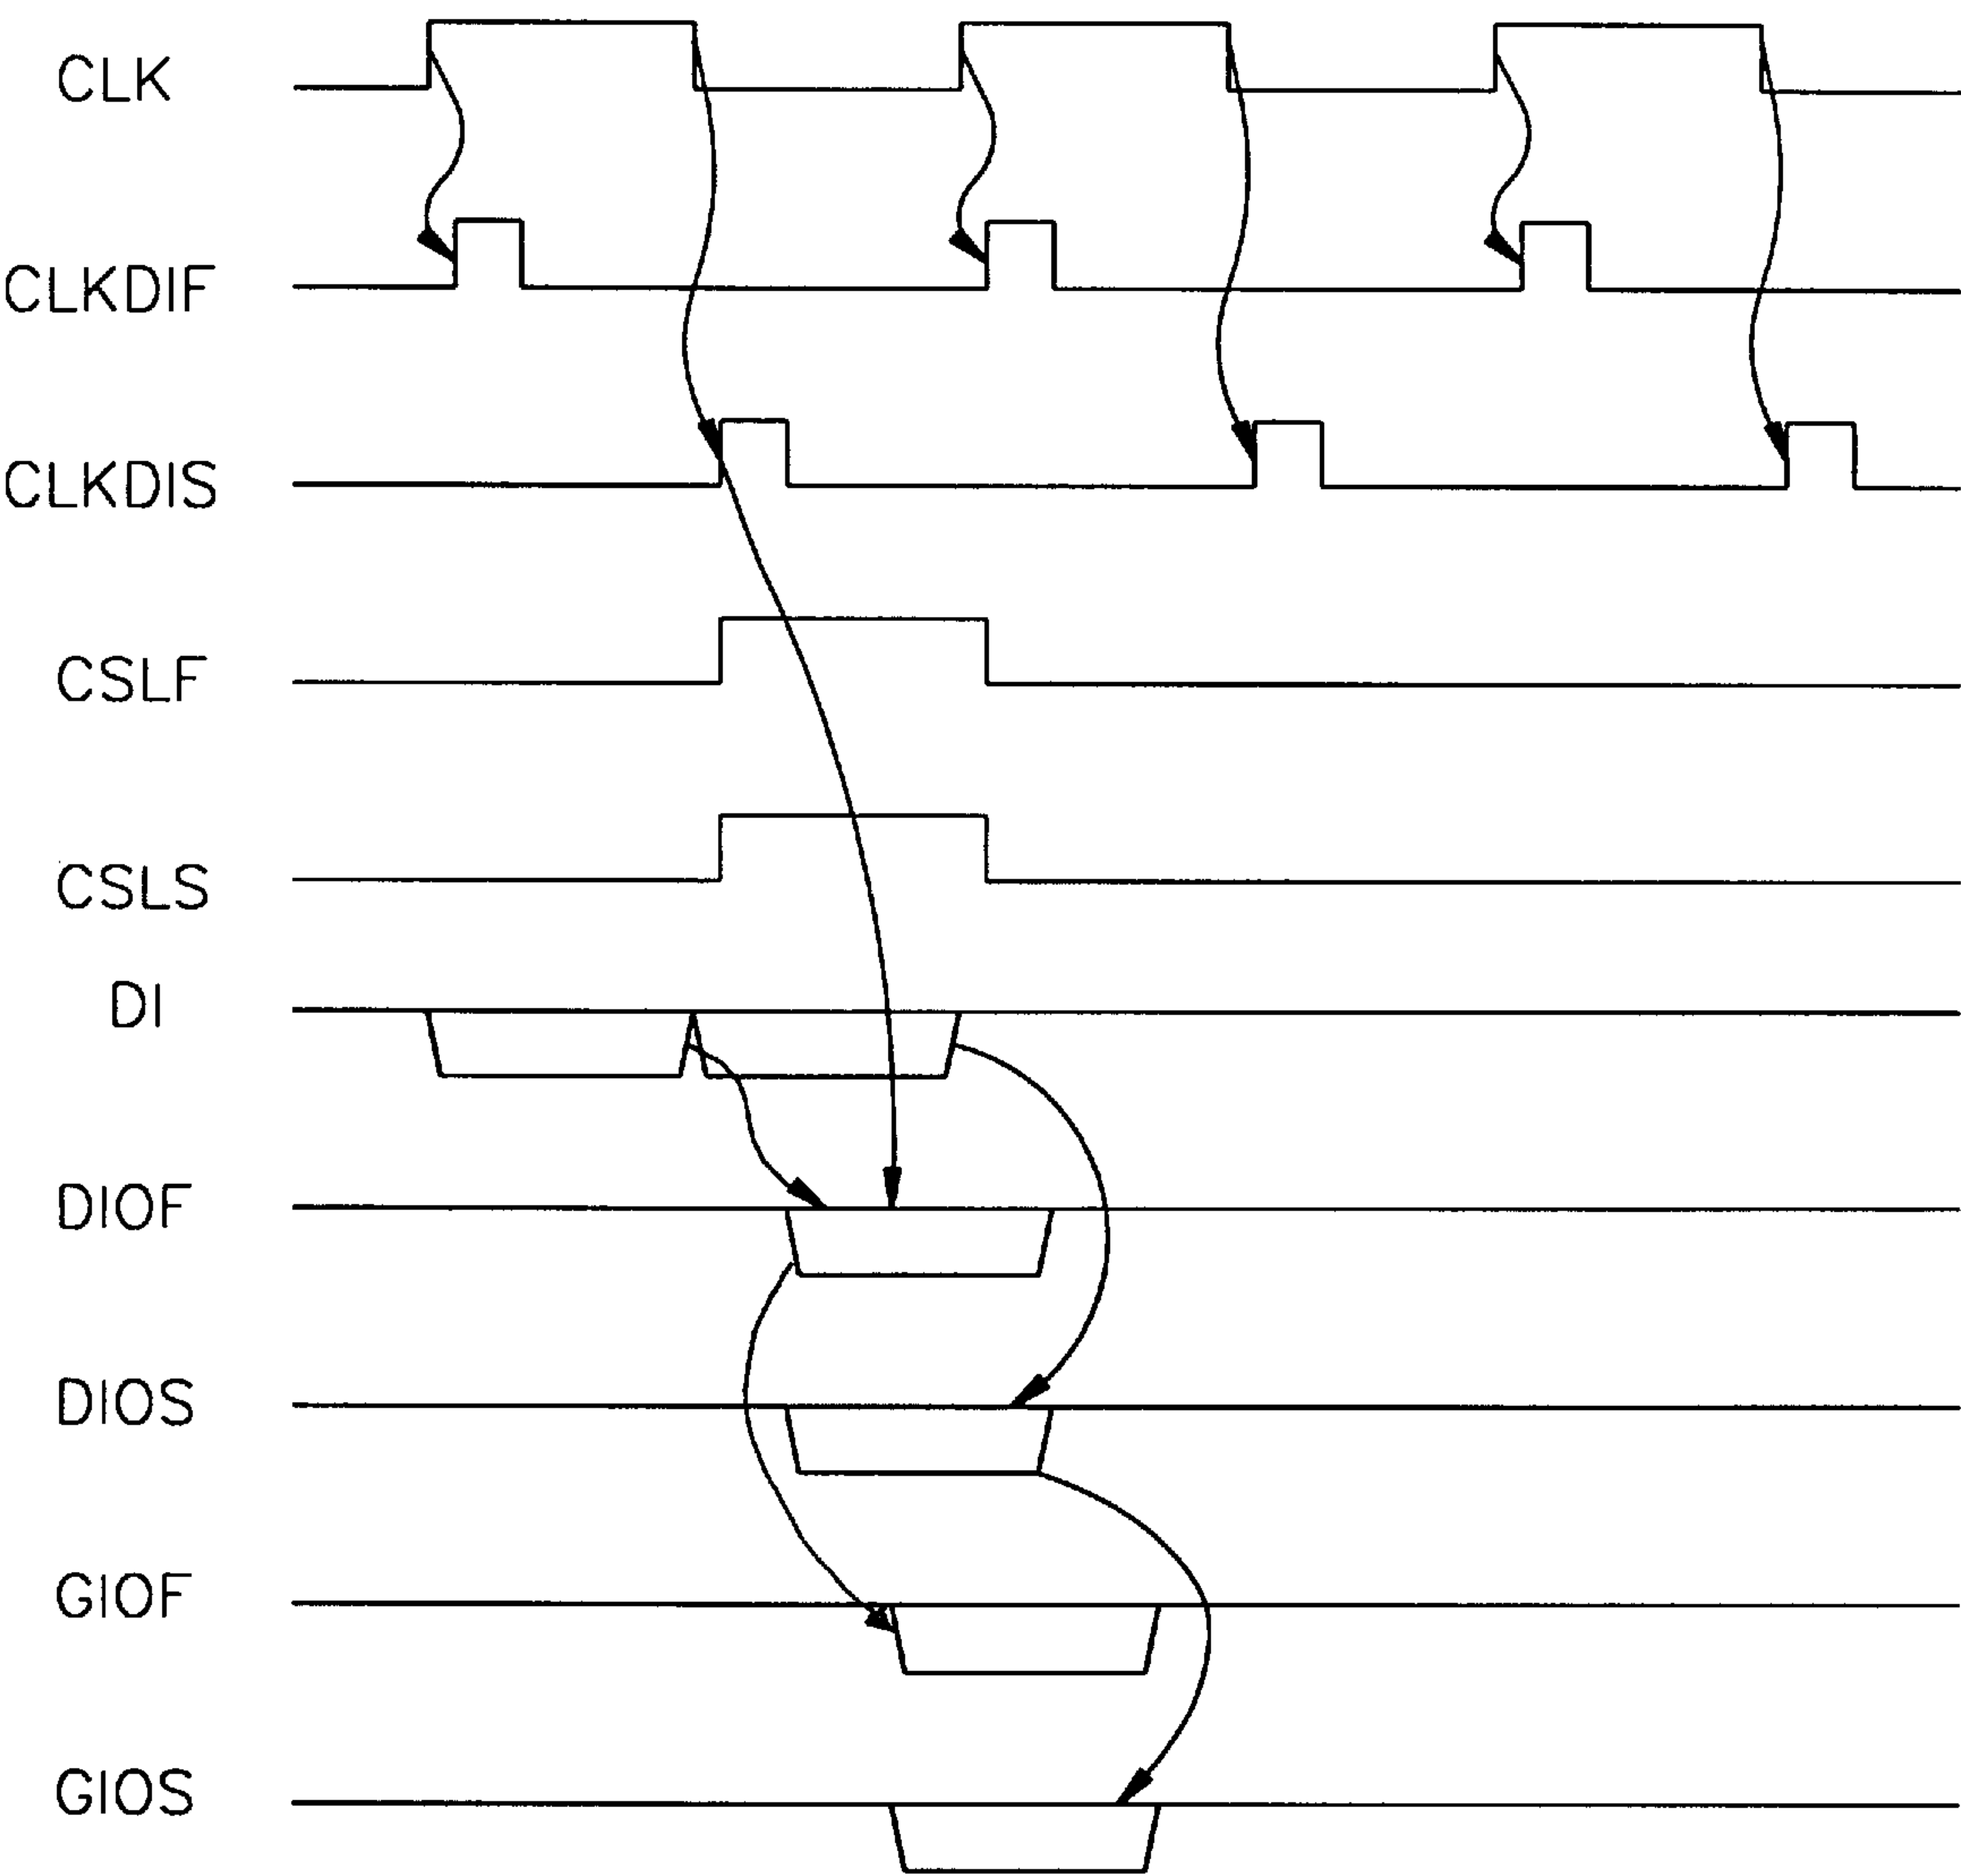 CLK
CLKDIF
CLKDIS
CSLF
CSLS
DI
DIOF
DIOS
GIOF
GIOS